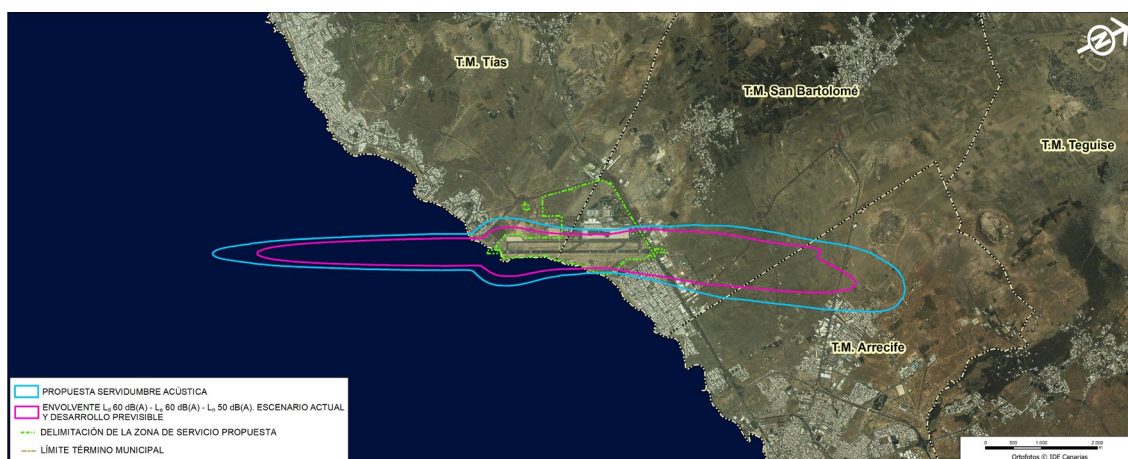 T.M. Tías
T.M. San Bartolomé
T.M. Teguise
T.M. Arrecife
N
PROPUESTA SERVIDUMBRE ACÚSTICA
ENVOLVENTE Ld 60 dB(A) - Le 60 dB(A) - Ln 50 dB(A). ESCENARIO ACTUAL
Y DESARROLLO PREVISIBLE
DELIMITACIÓN DE LA ZONA DE SERVICIO PROPUESTA
LÍMITE TÉRMINO MUNICIPAL
0 500 1.000 2.000
m
Ortofotos © IDE Canarias